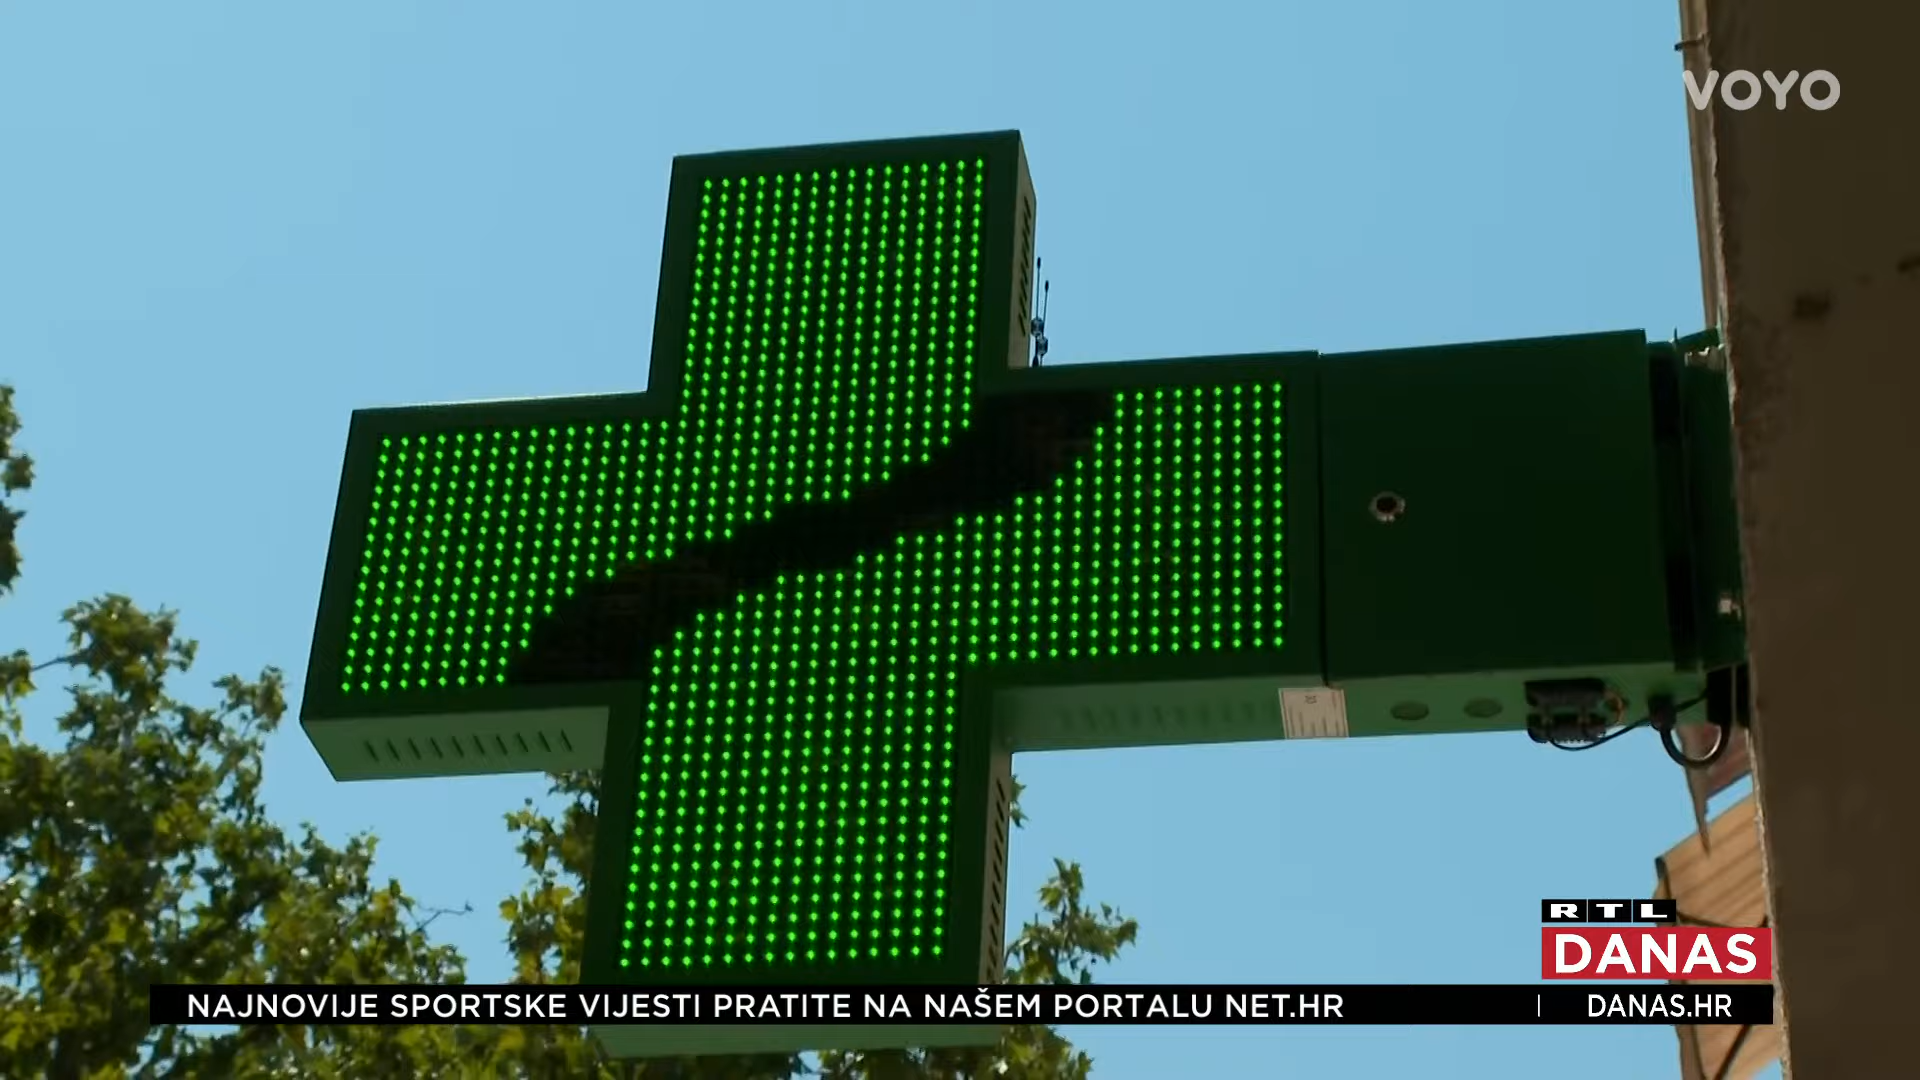 VOYO
RTL
DANAS
NAJNOVIJE SPORTSKE VIJESTI PRATITE NA NAŠEM PORTALU NET.HR | DANAS.HR